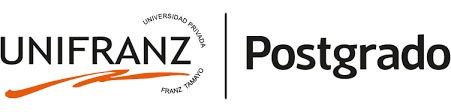 UNIFRANZ
UNIVERSIDAD PRIVADA
FRANZ TAMAYO
Postgrado